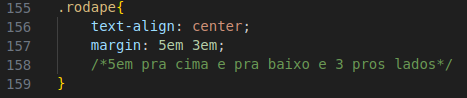 155 .rodape{
156 text-align: center;
157 margin: 5em 3em;
158 /*5em pra cima e pra baixo e 3 pros lados*/
159 }